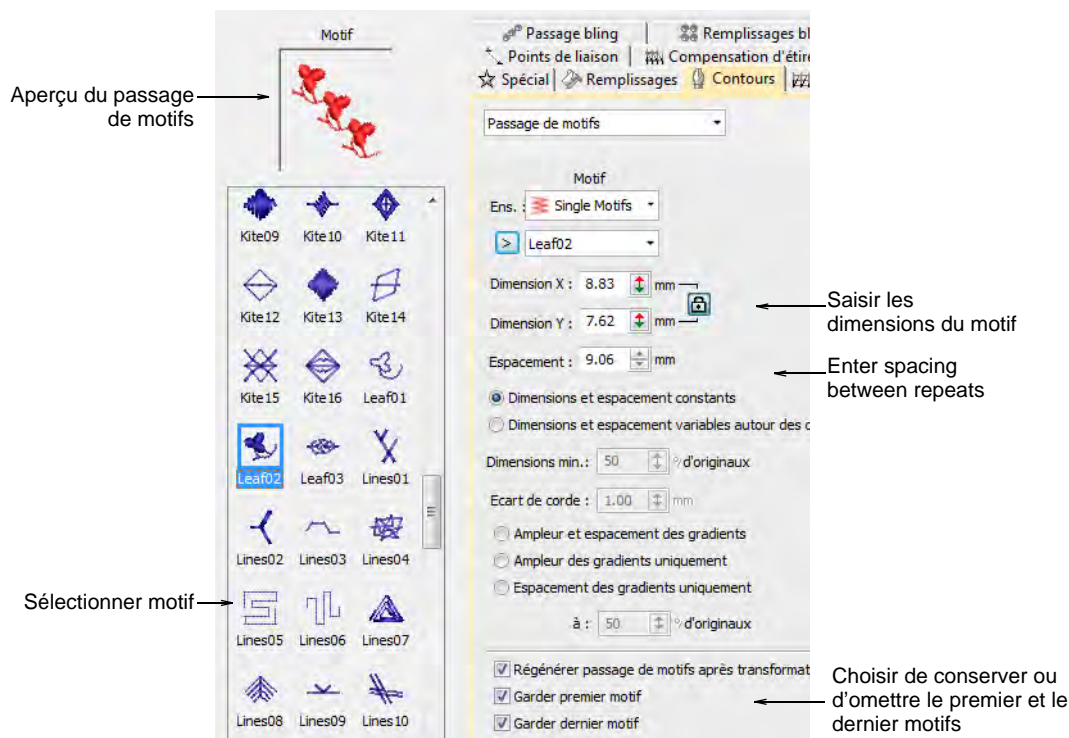 Motif
Aperçu du passage
de motifs
Kite09 Kite10 Kite11
Kite12 Kite13 Kite14
Kite15 Kite16 Leaf01
Leaf02 Leaf03 Lines01
Lines02 Lines03 Lines04
Sélectionner motif
Lines05 Lines06 Lines07
Lines08 Lines09 Lines10
Passage bling Remplissages bl
Points de liaison Compensation d'étire
Spécial Remplissages Contours
Passage de motifs
Motif
Ens. : Single Motifs
> Leaf02
Dimension X : 8.83 mm
Dimension Y : 7.62 mm
Espacement : 9.06 mm
Dimensions et espacement constants
Dimensions et espacement variables autour des c
Dimensions min.: 50 % d'originaux
Ecart de corde : 1.00 mm
Ampleur et espacement des gradients
Ampleur des gradients uniquement
Espacement des gradients uniquement
à : 50 % d'originaux
Régénérer passage de motifs après transformat
Garder premier motif
Garder dernier motif
Saisir les
dimensions du motif
Enter spacing
between repeats
Choisir de conserver ou
d'omettre le premier et le
dernier motifs